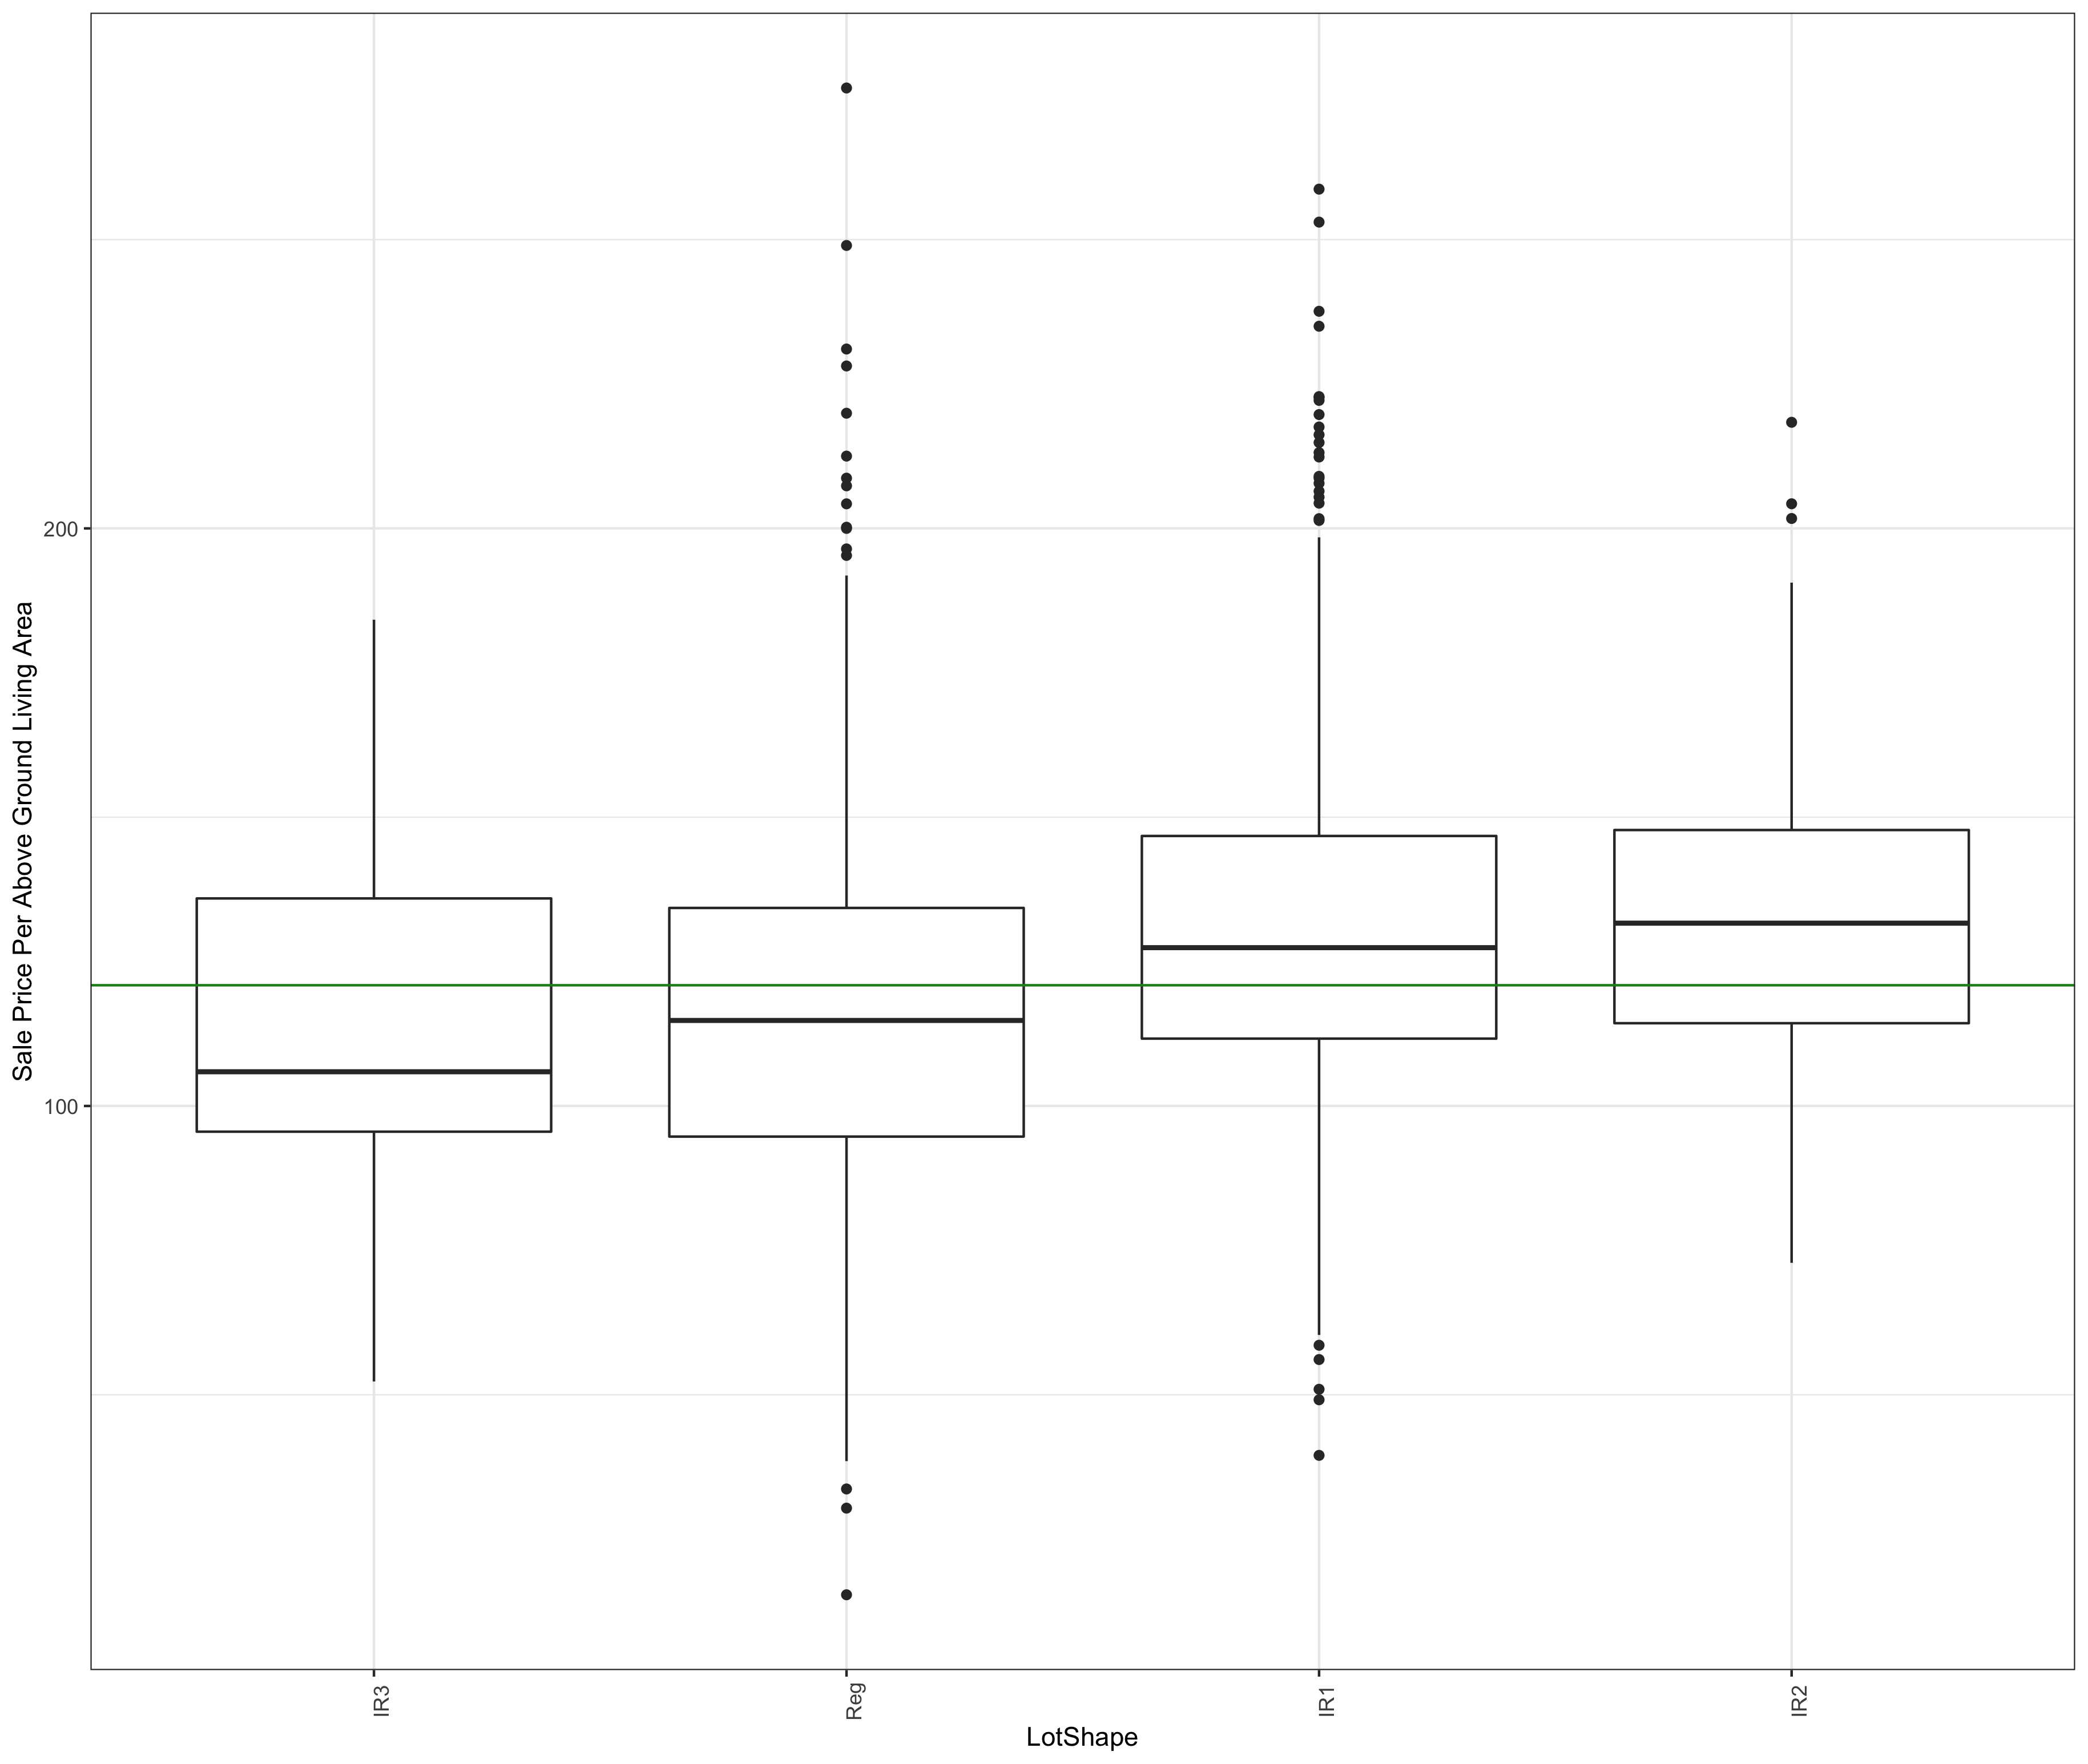 Sale Price Per Above Ground Living Area
200
100
IR3
Reg
IR1
IR2
LotShape